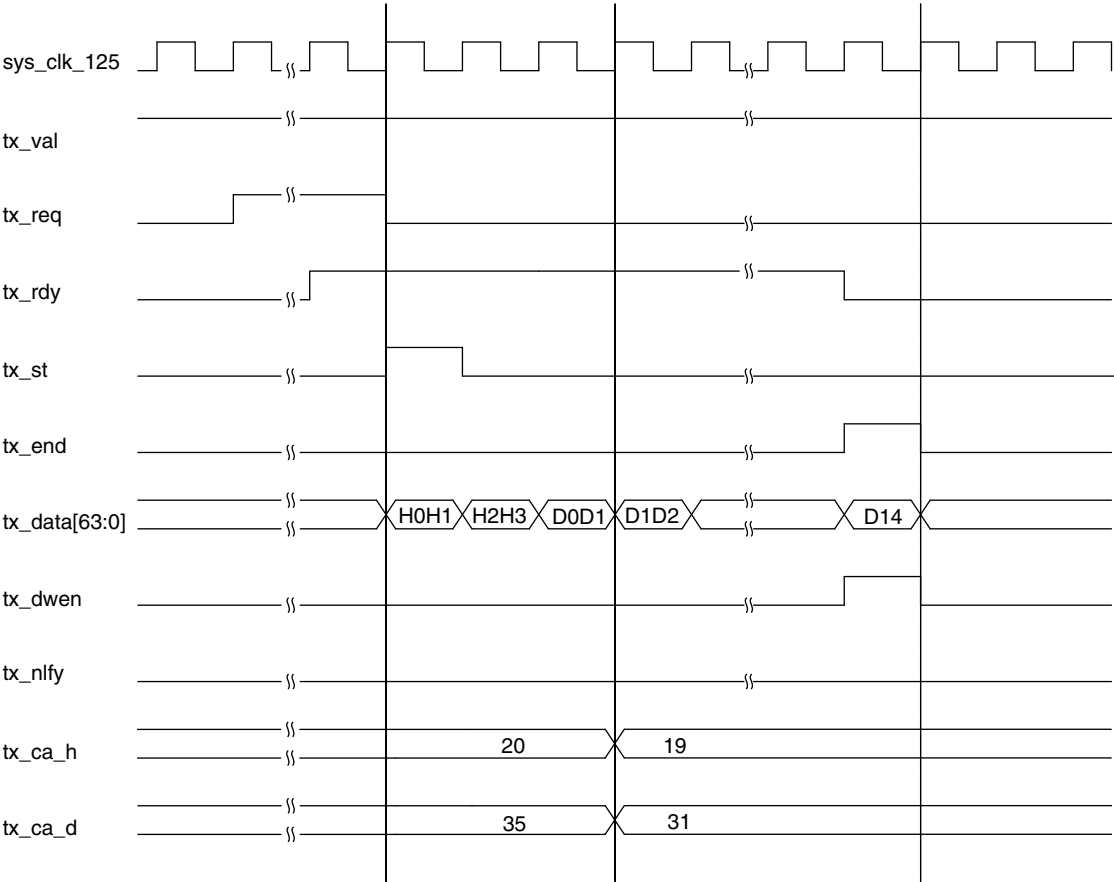 sys_clk_125
tx_val
tx_req
tx_rdy
tx_st
tx_end
tx_data[63:0] H0H1 H2H3 D0D1 D1D2 D14
tx_dwen
tx_nlfy
tx_ca_h 20 19
tx_ca_d 35 31